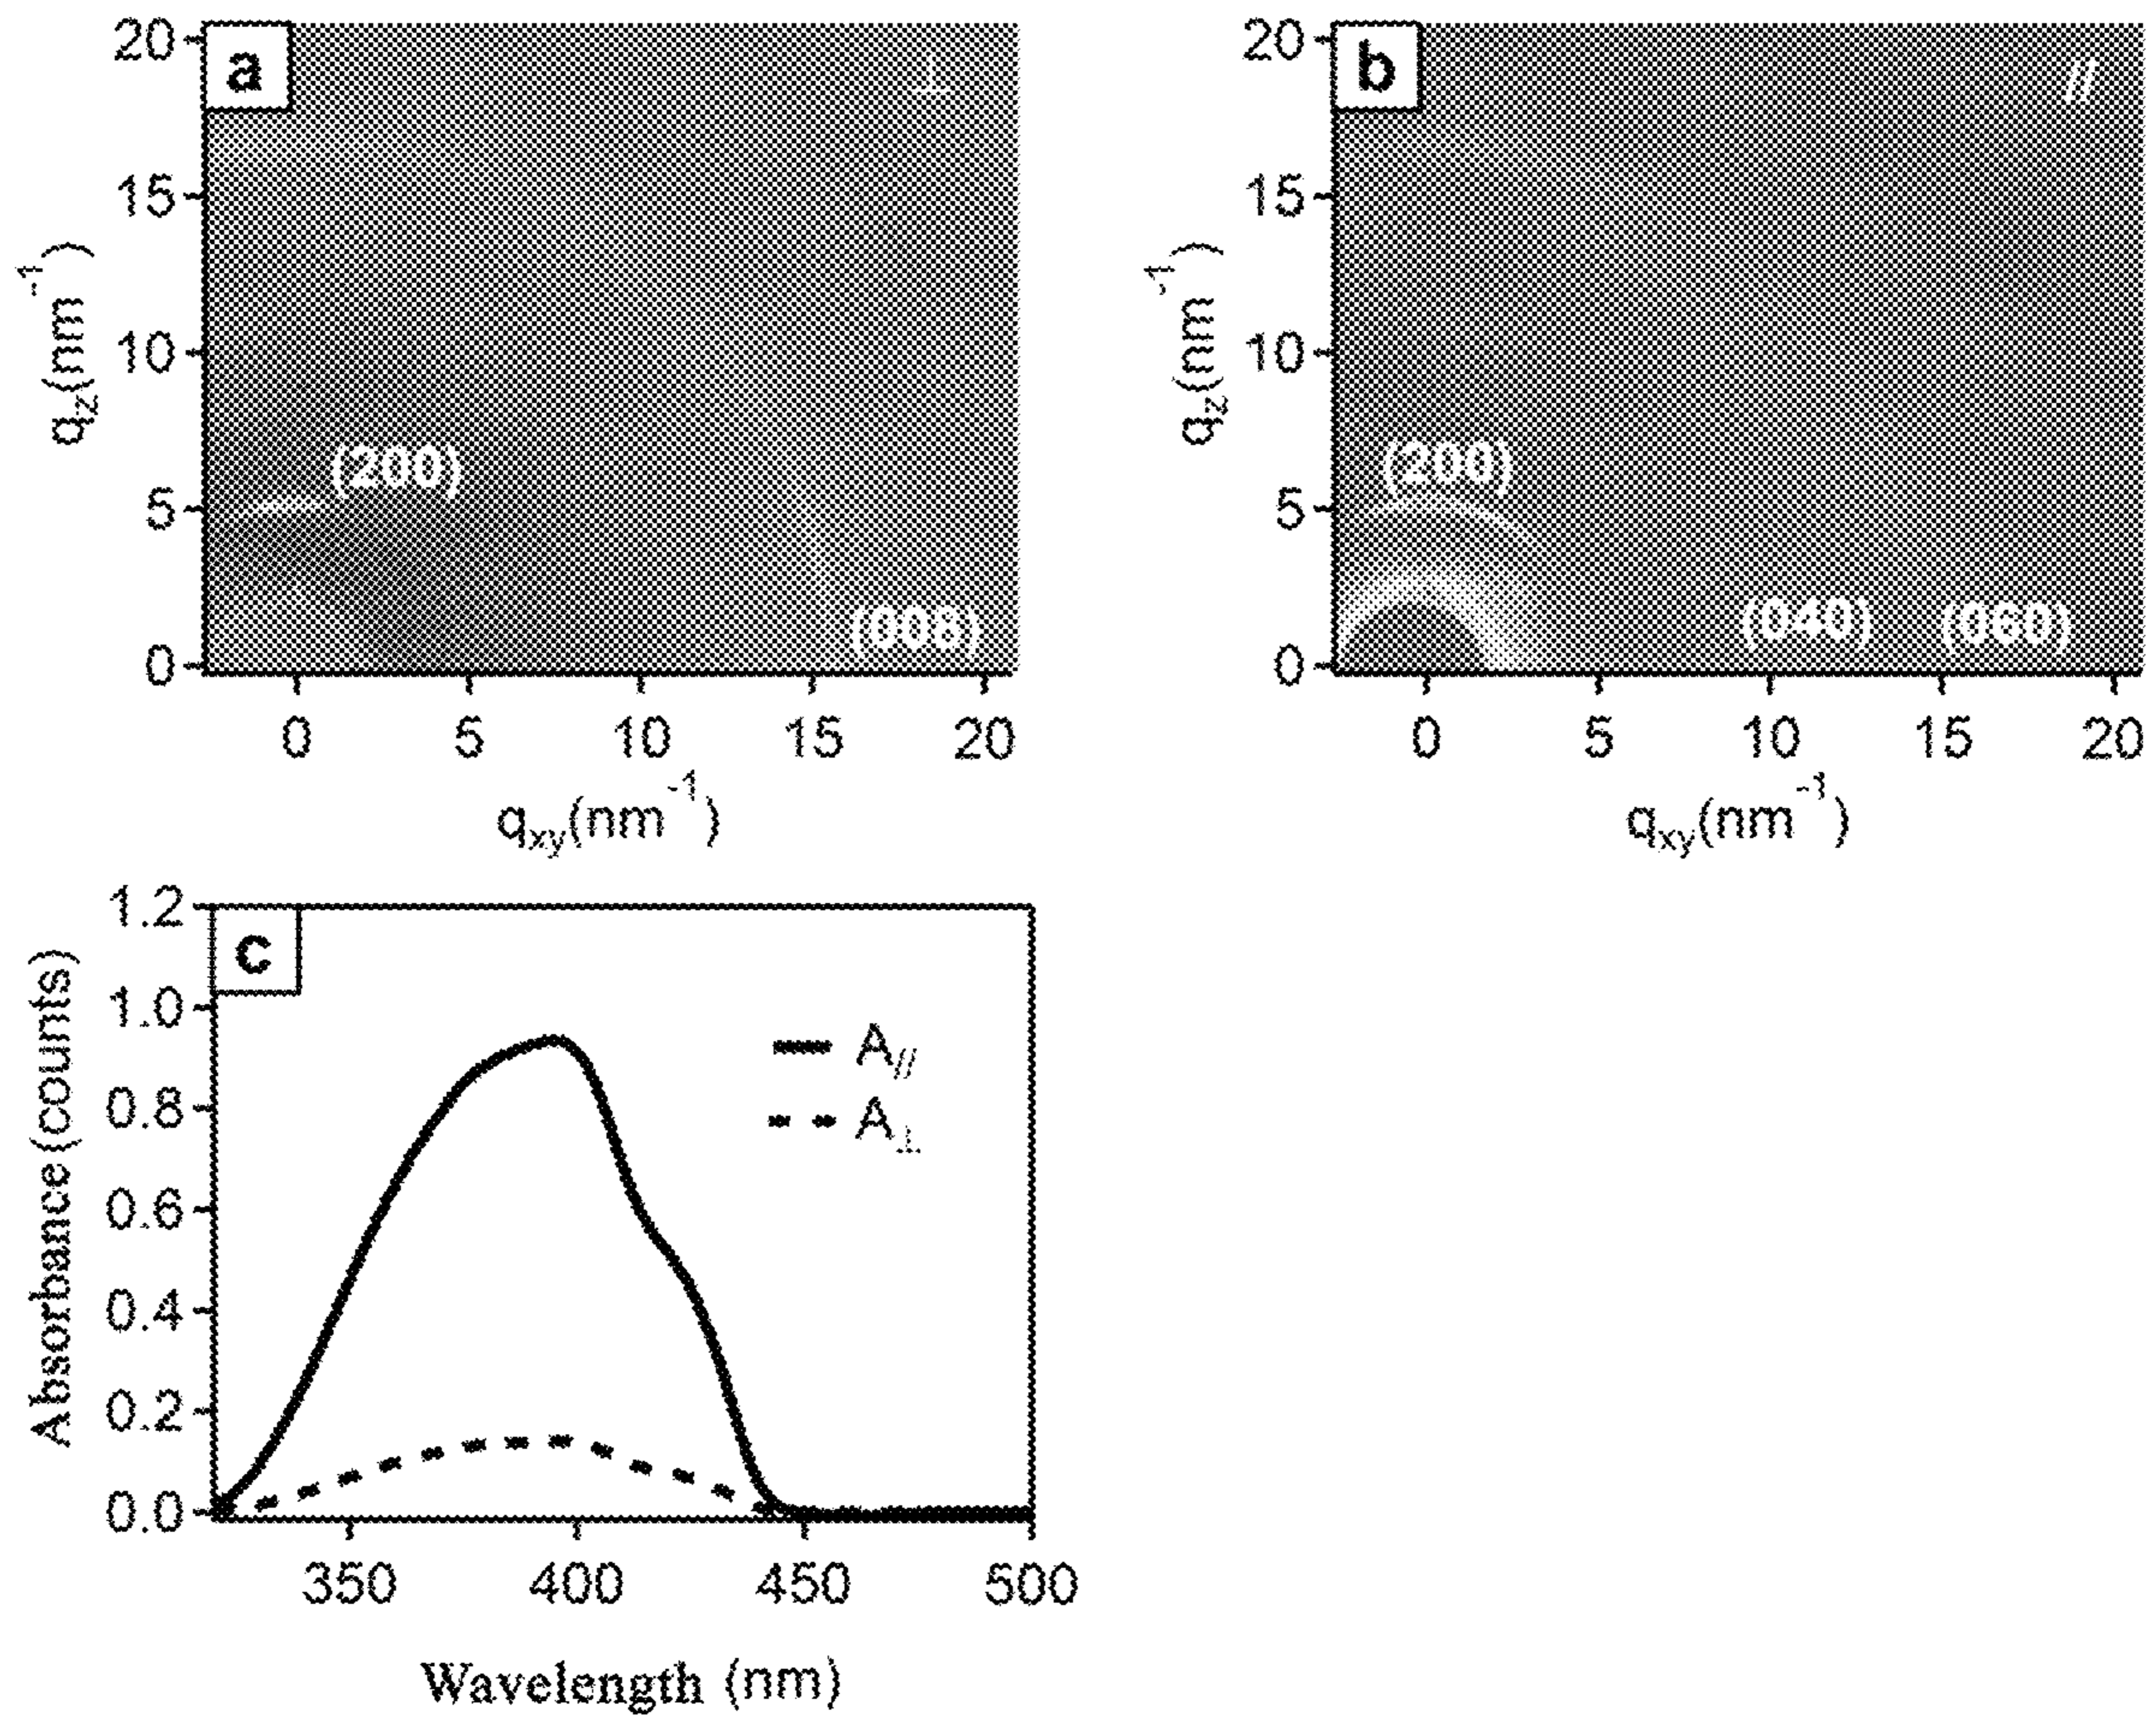 a
⊥
20
15
10
5
0
q_z(nm^-1)
(200)
(008)
0 5 10 15 20
q_xy(nm^-1)
b
//
20
15
10
5
0
q_z(nm^-1)
(200)
(040) (060)
0 5 10 15 20
q_xy(nm^-1)
c
1.2
1.0
0.8
0.6
0.4
0.2
0.0
Absorbance (counts)
A_//
A_⊥
350 400 450 500
Wavelength (nm)